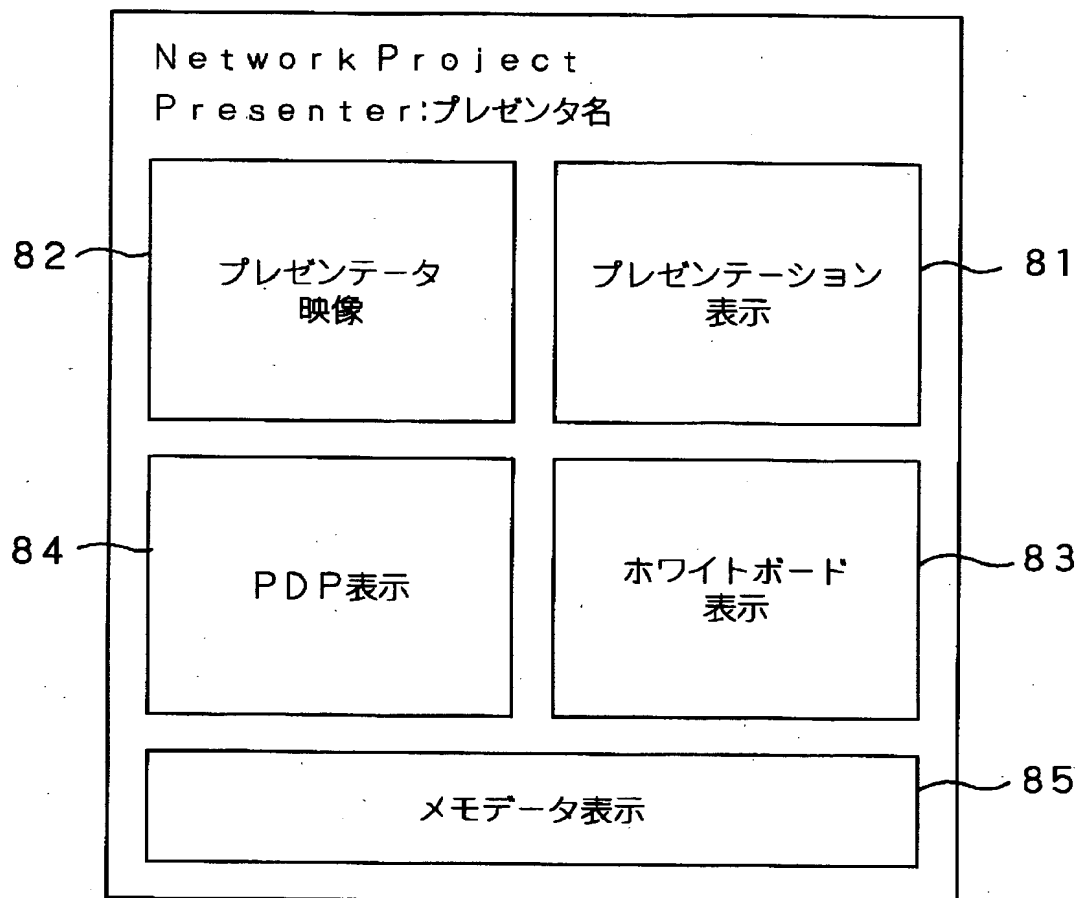 Network Project
Presenter:プレゼンタ名
82
プレゼンテータ
映像
プレゼンテーション
表示
81
84
PDP表示
ホワイトボード
表示
83
メモデータ表示
85